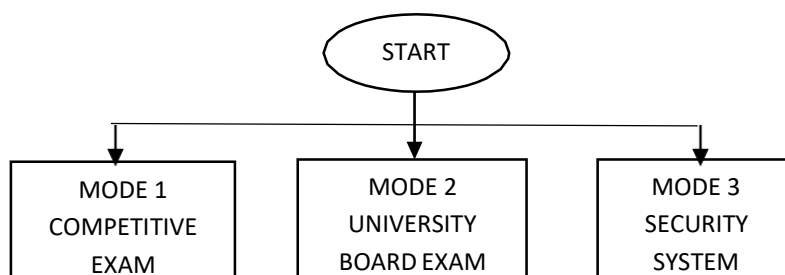 START
MODE 1
COMPETITIVE
EXAM
MODE 2
UNIVERSITY
BOARD EXAM
MODE 3
SECURITY
SYSTEM